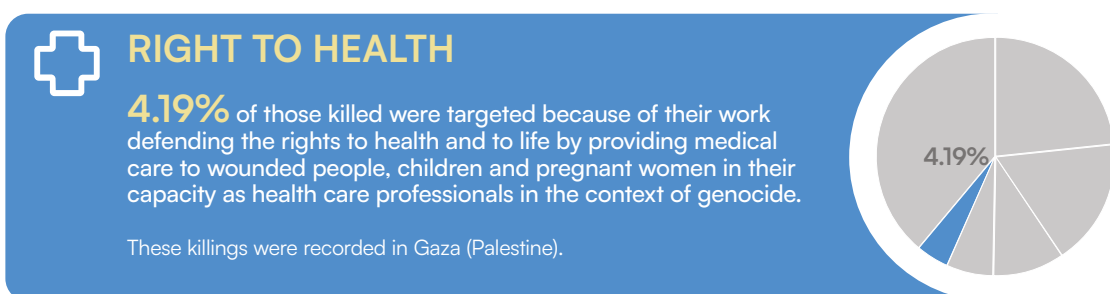 RIGHT TO HEALTH
4.19% of those killed were targeted because of their work
defending the rights to health and to life by providing medical
care to wounded people, children and pregnant women in their
capacity as health care professionals in the context of genocide.
These killings were recorded in Gaza (Palestine).
4.19%